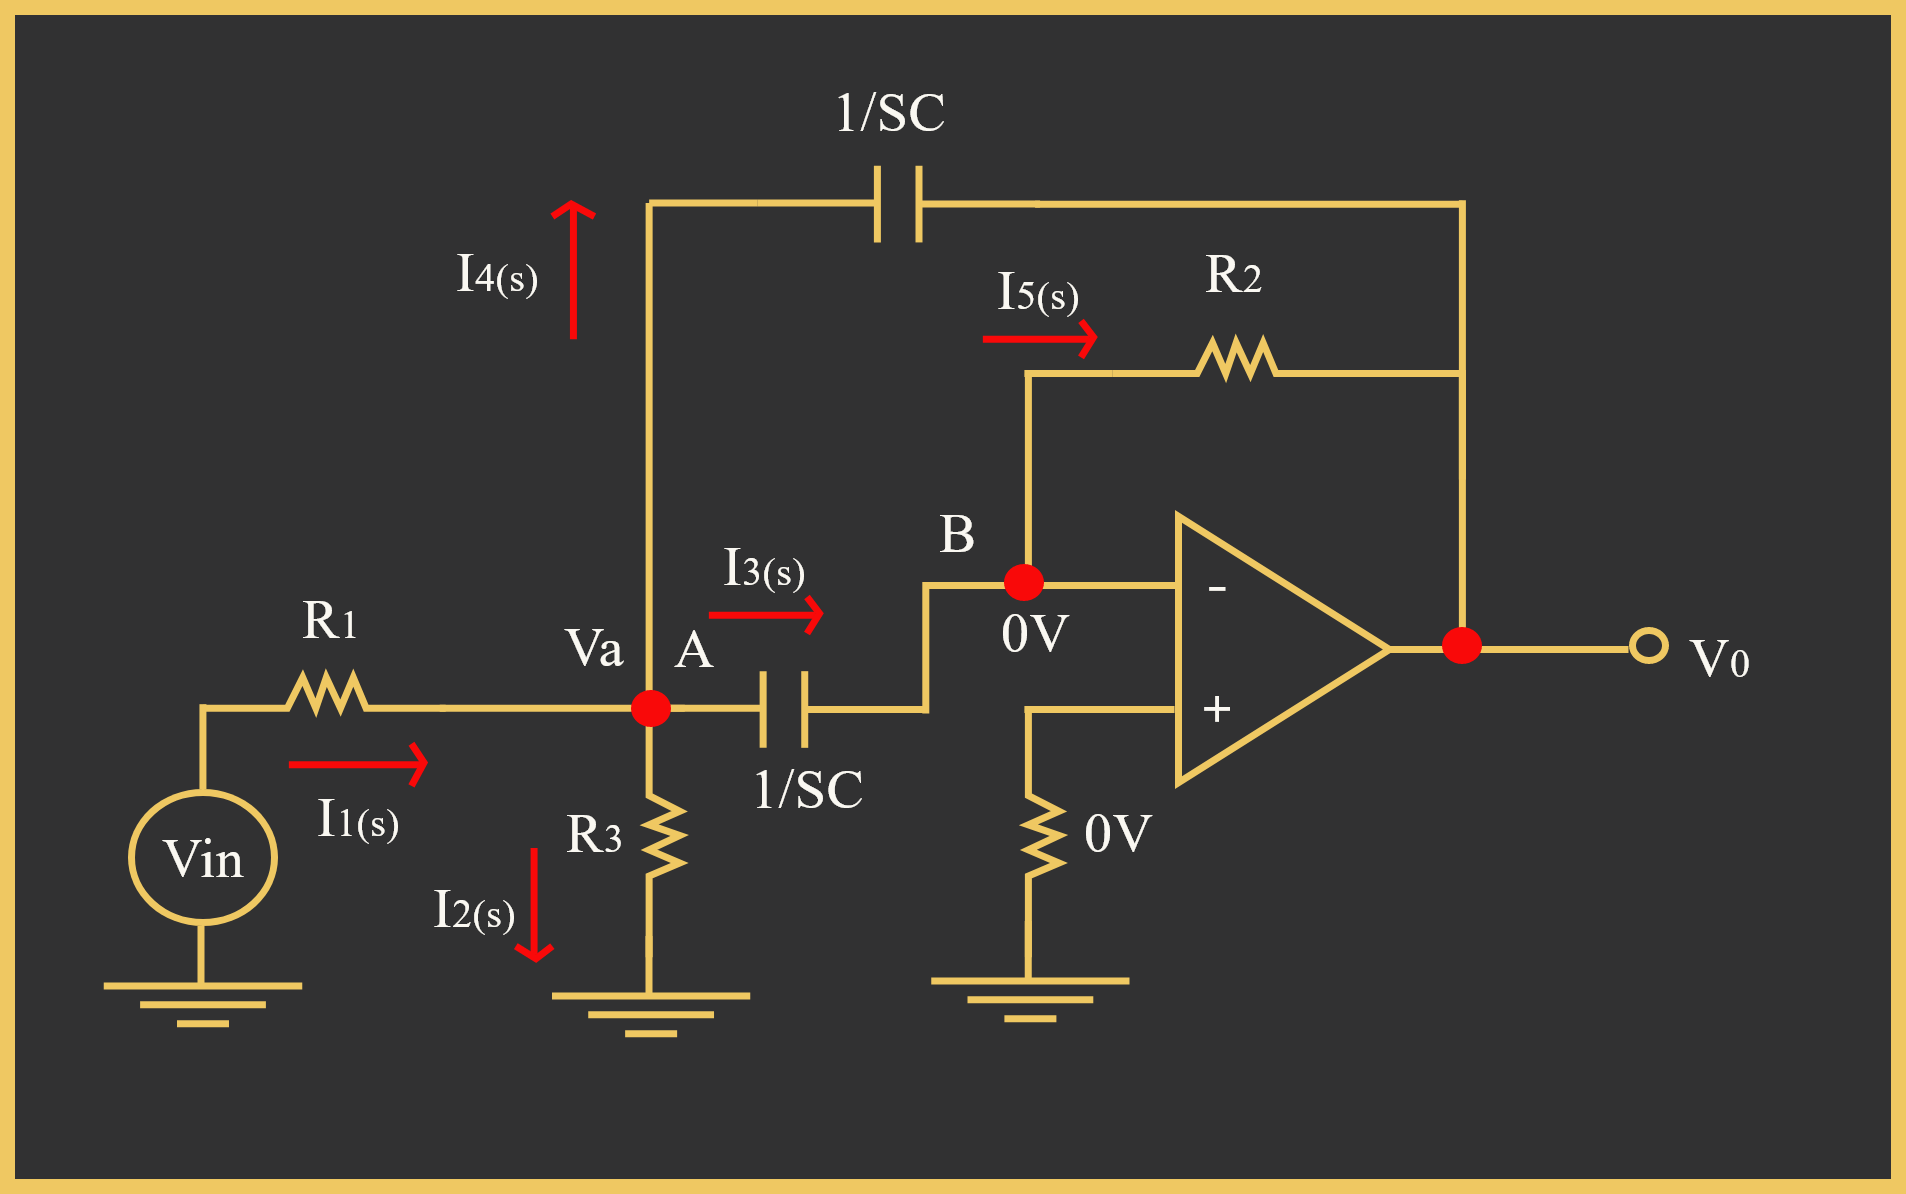 1/SC
I4(s)
I5(s)
R2
B
I3(s)
R1
Va
A
0V
-
+
V0
1/SC
I1(s)
R3
0V
Vin
I2(s)